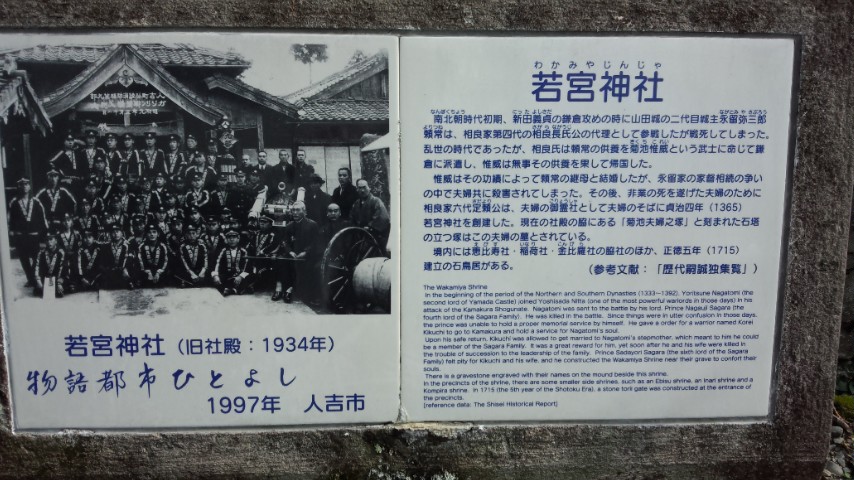 若宮神社 (旧社殿:1934年)
物語都市ひとよし
1997年 人吉市
わかみやじんじゃ
若宮神社
南北朝時代初期、新田義貞の鎌倉攻めの時に山田城の二代目城主永留弥三郎
頼常は、相良家第四代の相良長氏公の代理として参戦したが戦死してしまった。
乱世の時代であったが、相良氏は頼常の供養を菊池惟威という武士に命じて鎌
倉に派遣し、惟威は無事その供養を果して帰国した。
惟威はその功績によって頼常の継母と結婚したが、永留家の家督相続の争い
の中で夫婦共に殺害されてしまった。その後、非業の死を遂げた夫婦のために
相良家六代定頼公は、夫婦の御霊社として夫婦のそばに貞治四年(1365)
若宮神社を創建した。現在の社殿の脇にある「菊池夫婦之塚」と刻まれた石塔
の立つ塚はこの夫婦の墓とされている。
境内には恵比寿社・稲荷社・金比羅社の脇社のほか、正徳五年(1715)
建立の石鳥居がある。
(参考文献:「歴代嗣誠独集覧」)
The Wakamiya Shrine
In the beginning of the period of the Northern and Southern Dynasties (1333~1392), Yoritsune Nagatomi (the
second lord of Yamada Castle) joined Yoshisada Nitta (one of the most powerful warlords in those days) in his
attack of the Kamakura Shogunate. Nagatomi was sent to the battle by his lord, Prince Nagauji Sagara (the
fourth lord of the Sagara Family). He was killed in the battle. Since things were in utter confusion in those days,
the prince was unable to hold a proper memorial service by himself. He gave a order for a warrior named Korei
Kikuchi to go to Kamakura and hold a service for Nagatomi's soul.
Upon his safe return, Kikuchi was allowed to get married to Nagatomi's stepmother, which meant to him he could
be a member of the Sagara Family. It was a great reward for him, yet soon after he and his wife were killed in
the trouble of succession to the leadership of the family. Prince Sadayori Sagara (the sixth lord of the Sagara
Family) felt pity for Kikuchi and his wife, and he constructed the Wakamiya Shrine near their grave to confort their
souls.
There is a gravestone engraved with their names on the mound beside this shrine.
In the precincts of the shrine, there are some smaller side shrines, such as an Ebisu shrine, an Inari shrine and a
Kompira shrine. In 1715 (the 5th year of the Shotoku Era), a stone torii gate was constructed at the entrance of
the precincts.
[reference data: The Shisei Historical Report]